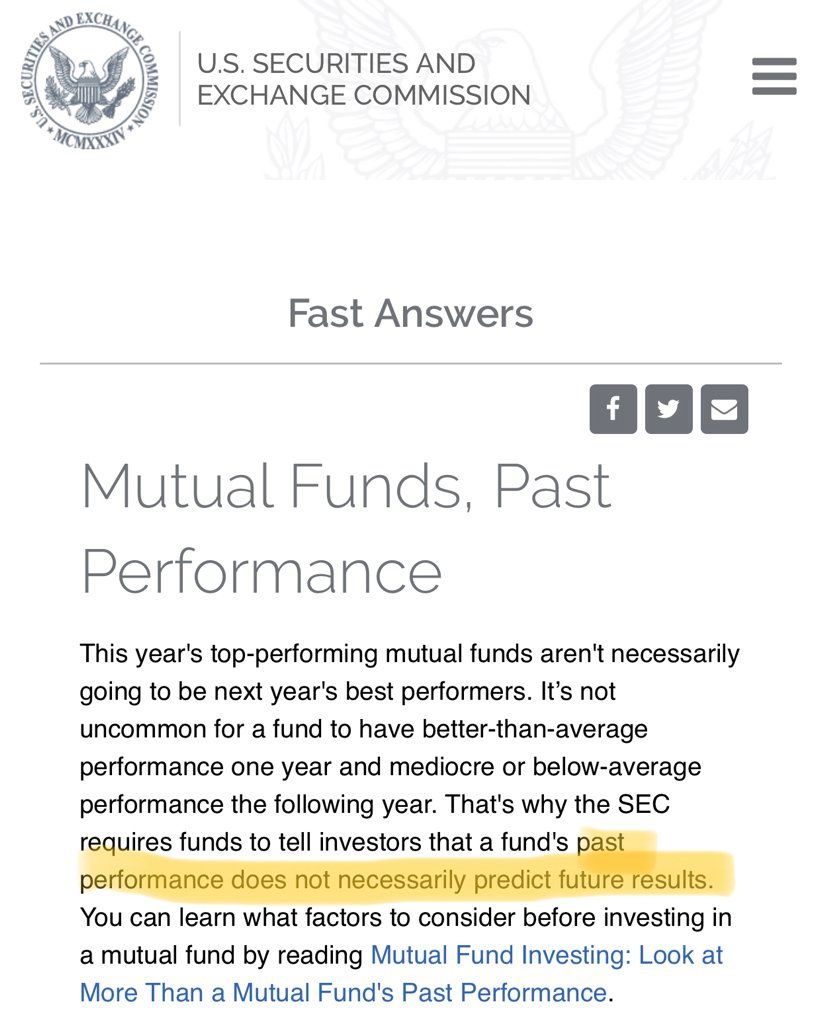 U.S. SECURITIES AND EXCHANGE COMMISSION
MCMXXXIV
U.S. SECURITIES AND
EXCHANGE COMMISSION
Fast Answers
Mutual Funds, Past
Performance
This year's top-performing mutual funds aren't necessarily
going to be next year's best performers. It’s not
uncommon for a fund to have better-than-average
performance one year and mediocre or below-average
performance the following year. That's why the SEC
requires funds to tell investors that a fund's past
performance does not necessarily predict future results.
You can learn what factors to consider before investing in
a mutual fund by reading Mutual Fund Investing: Look at
More Than a Mutual Fund's Past Performance.